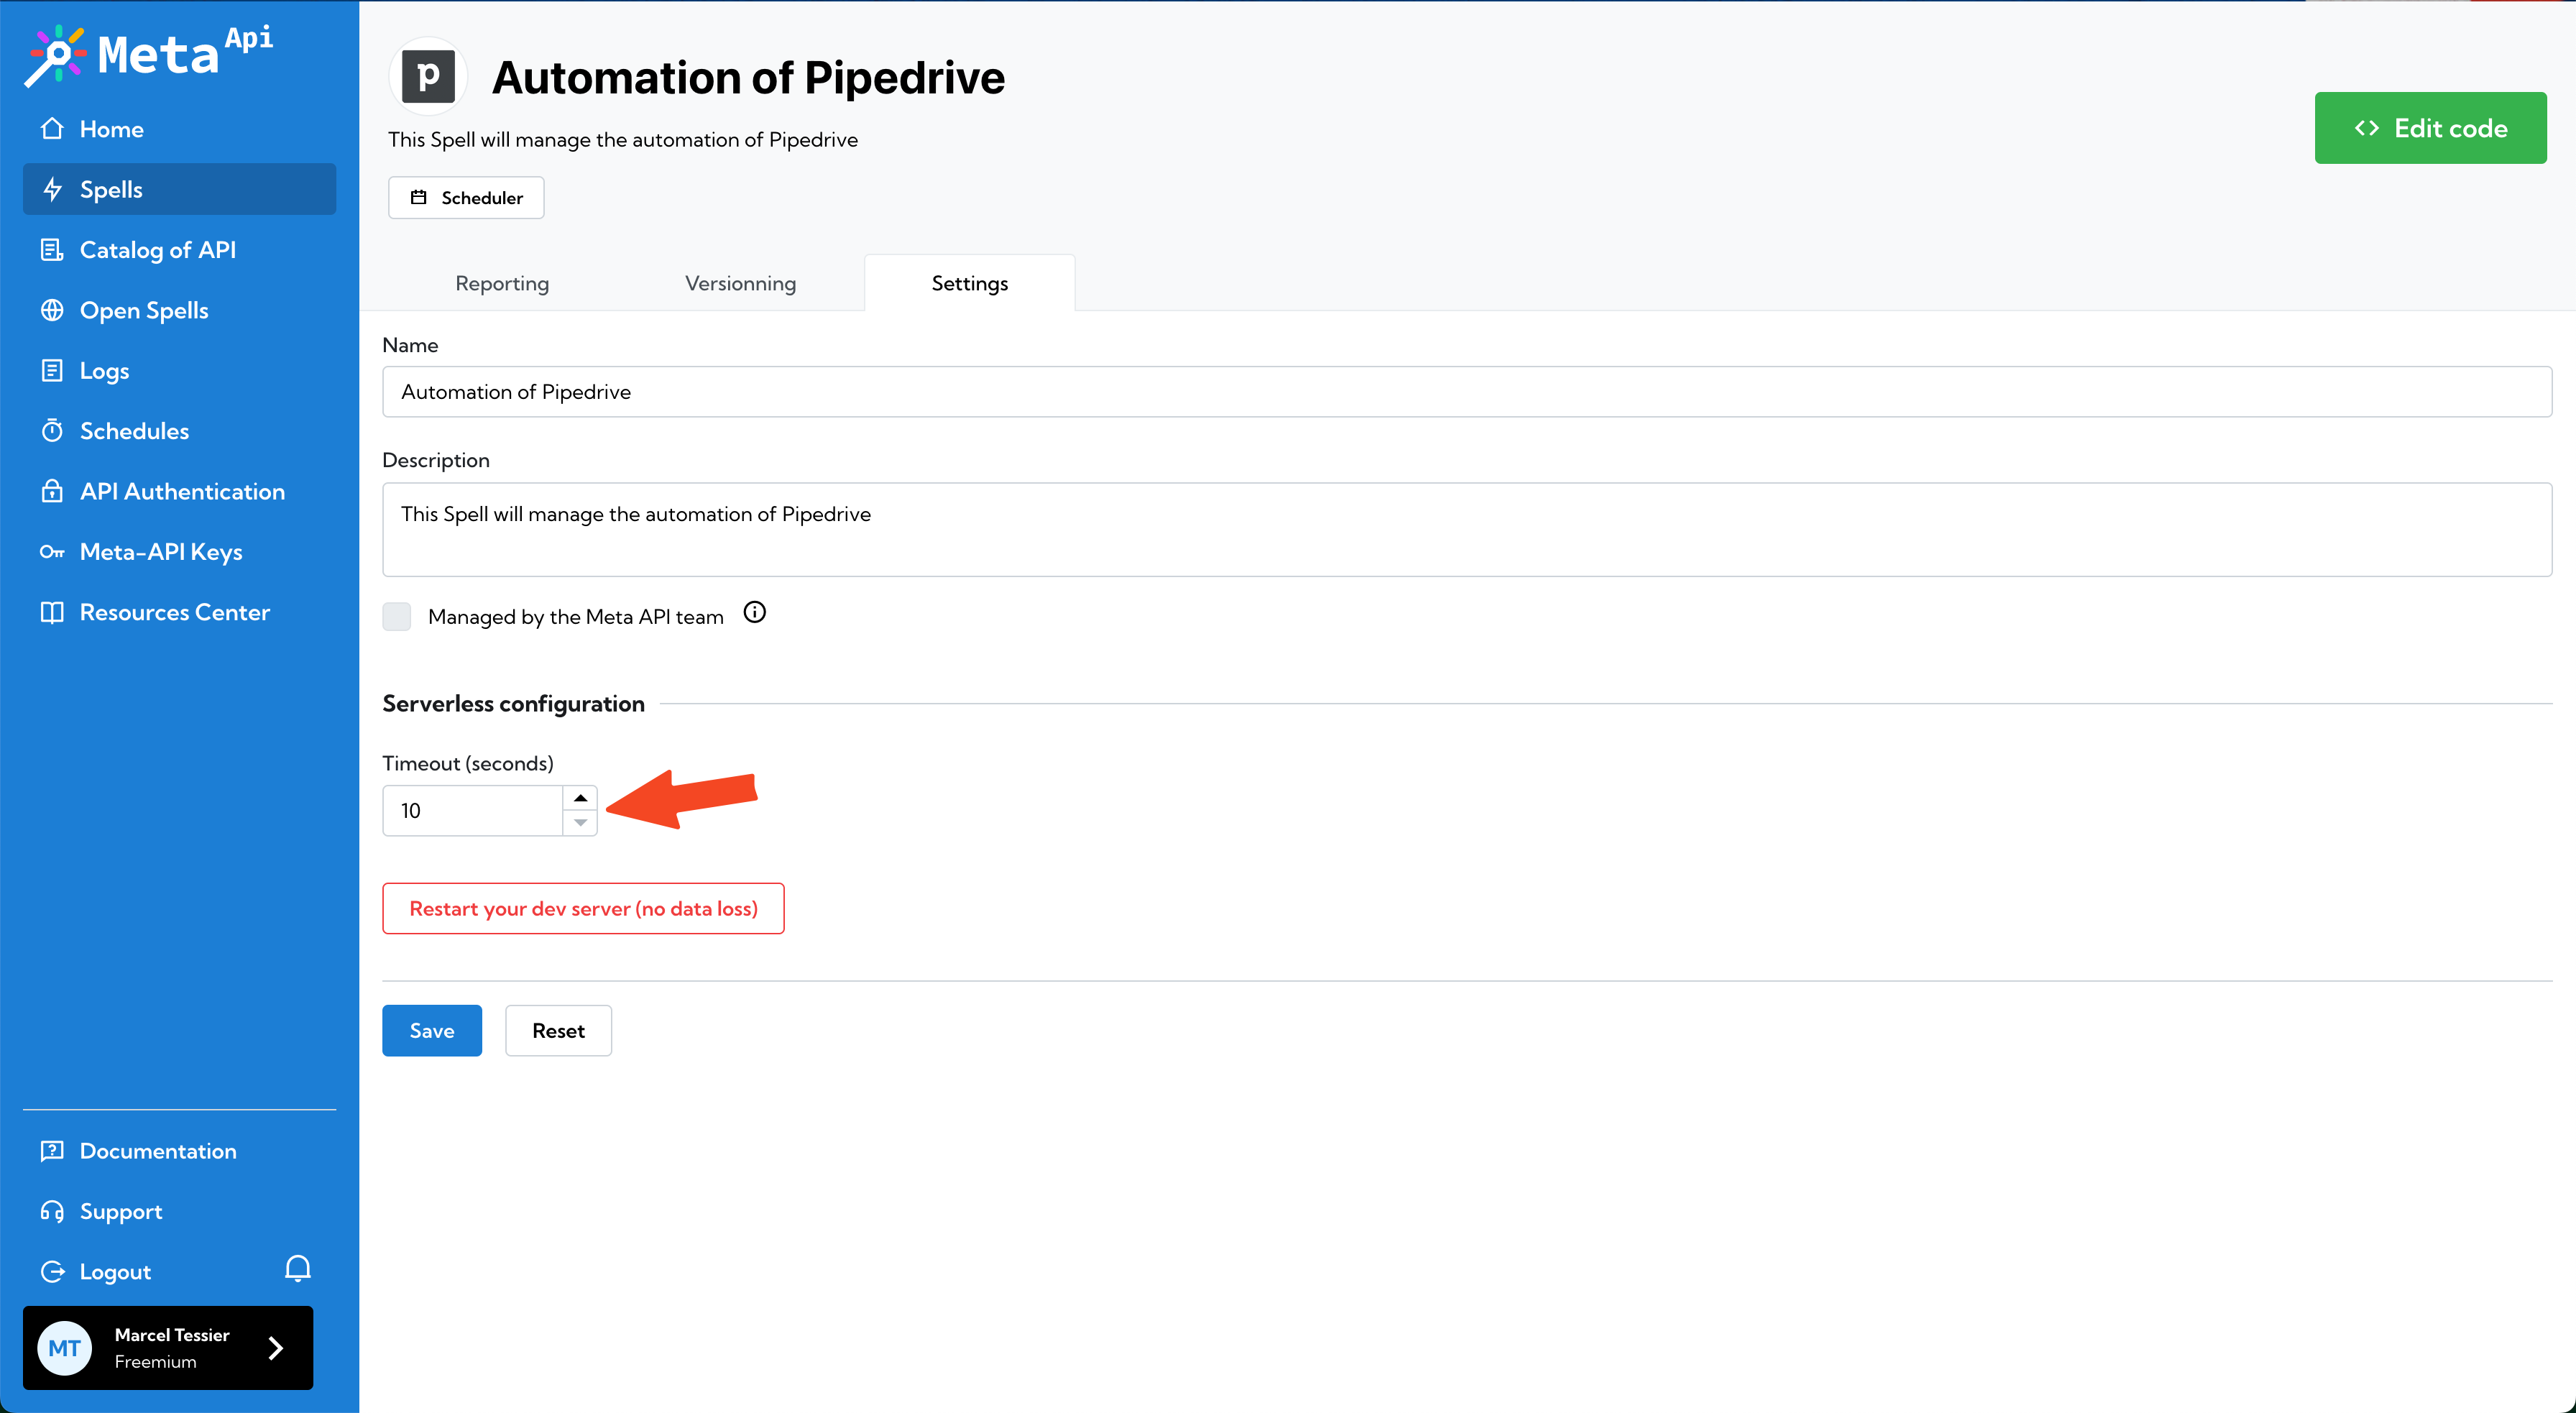 Meta Api
Home
Spells
Catalog of API
Open Spells
Logs
Schedules
API Authentication
Meta-API Keys
Resources Center
Documentation
Support
Logout
MT
Marcel Tessier
Freemium
p
Automation of Pipedrive
This Spell will manage the automation of Pipedrive
Scheduler
<> Edit code
Reporting
Versionning
Settings
Name
Automation of Pipedrive
Description
This Spell will manage the automation of Pipedrive
Managed by the Meta API team
Serverless configuration
Timeout (seconds)
10
Restart your dev server (no data loss)
Save
Reset